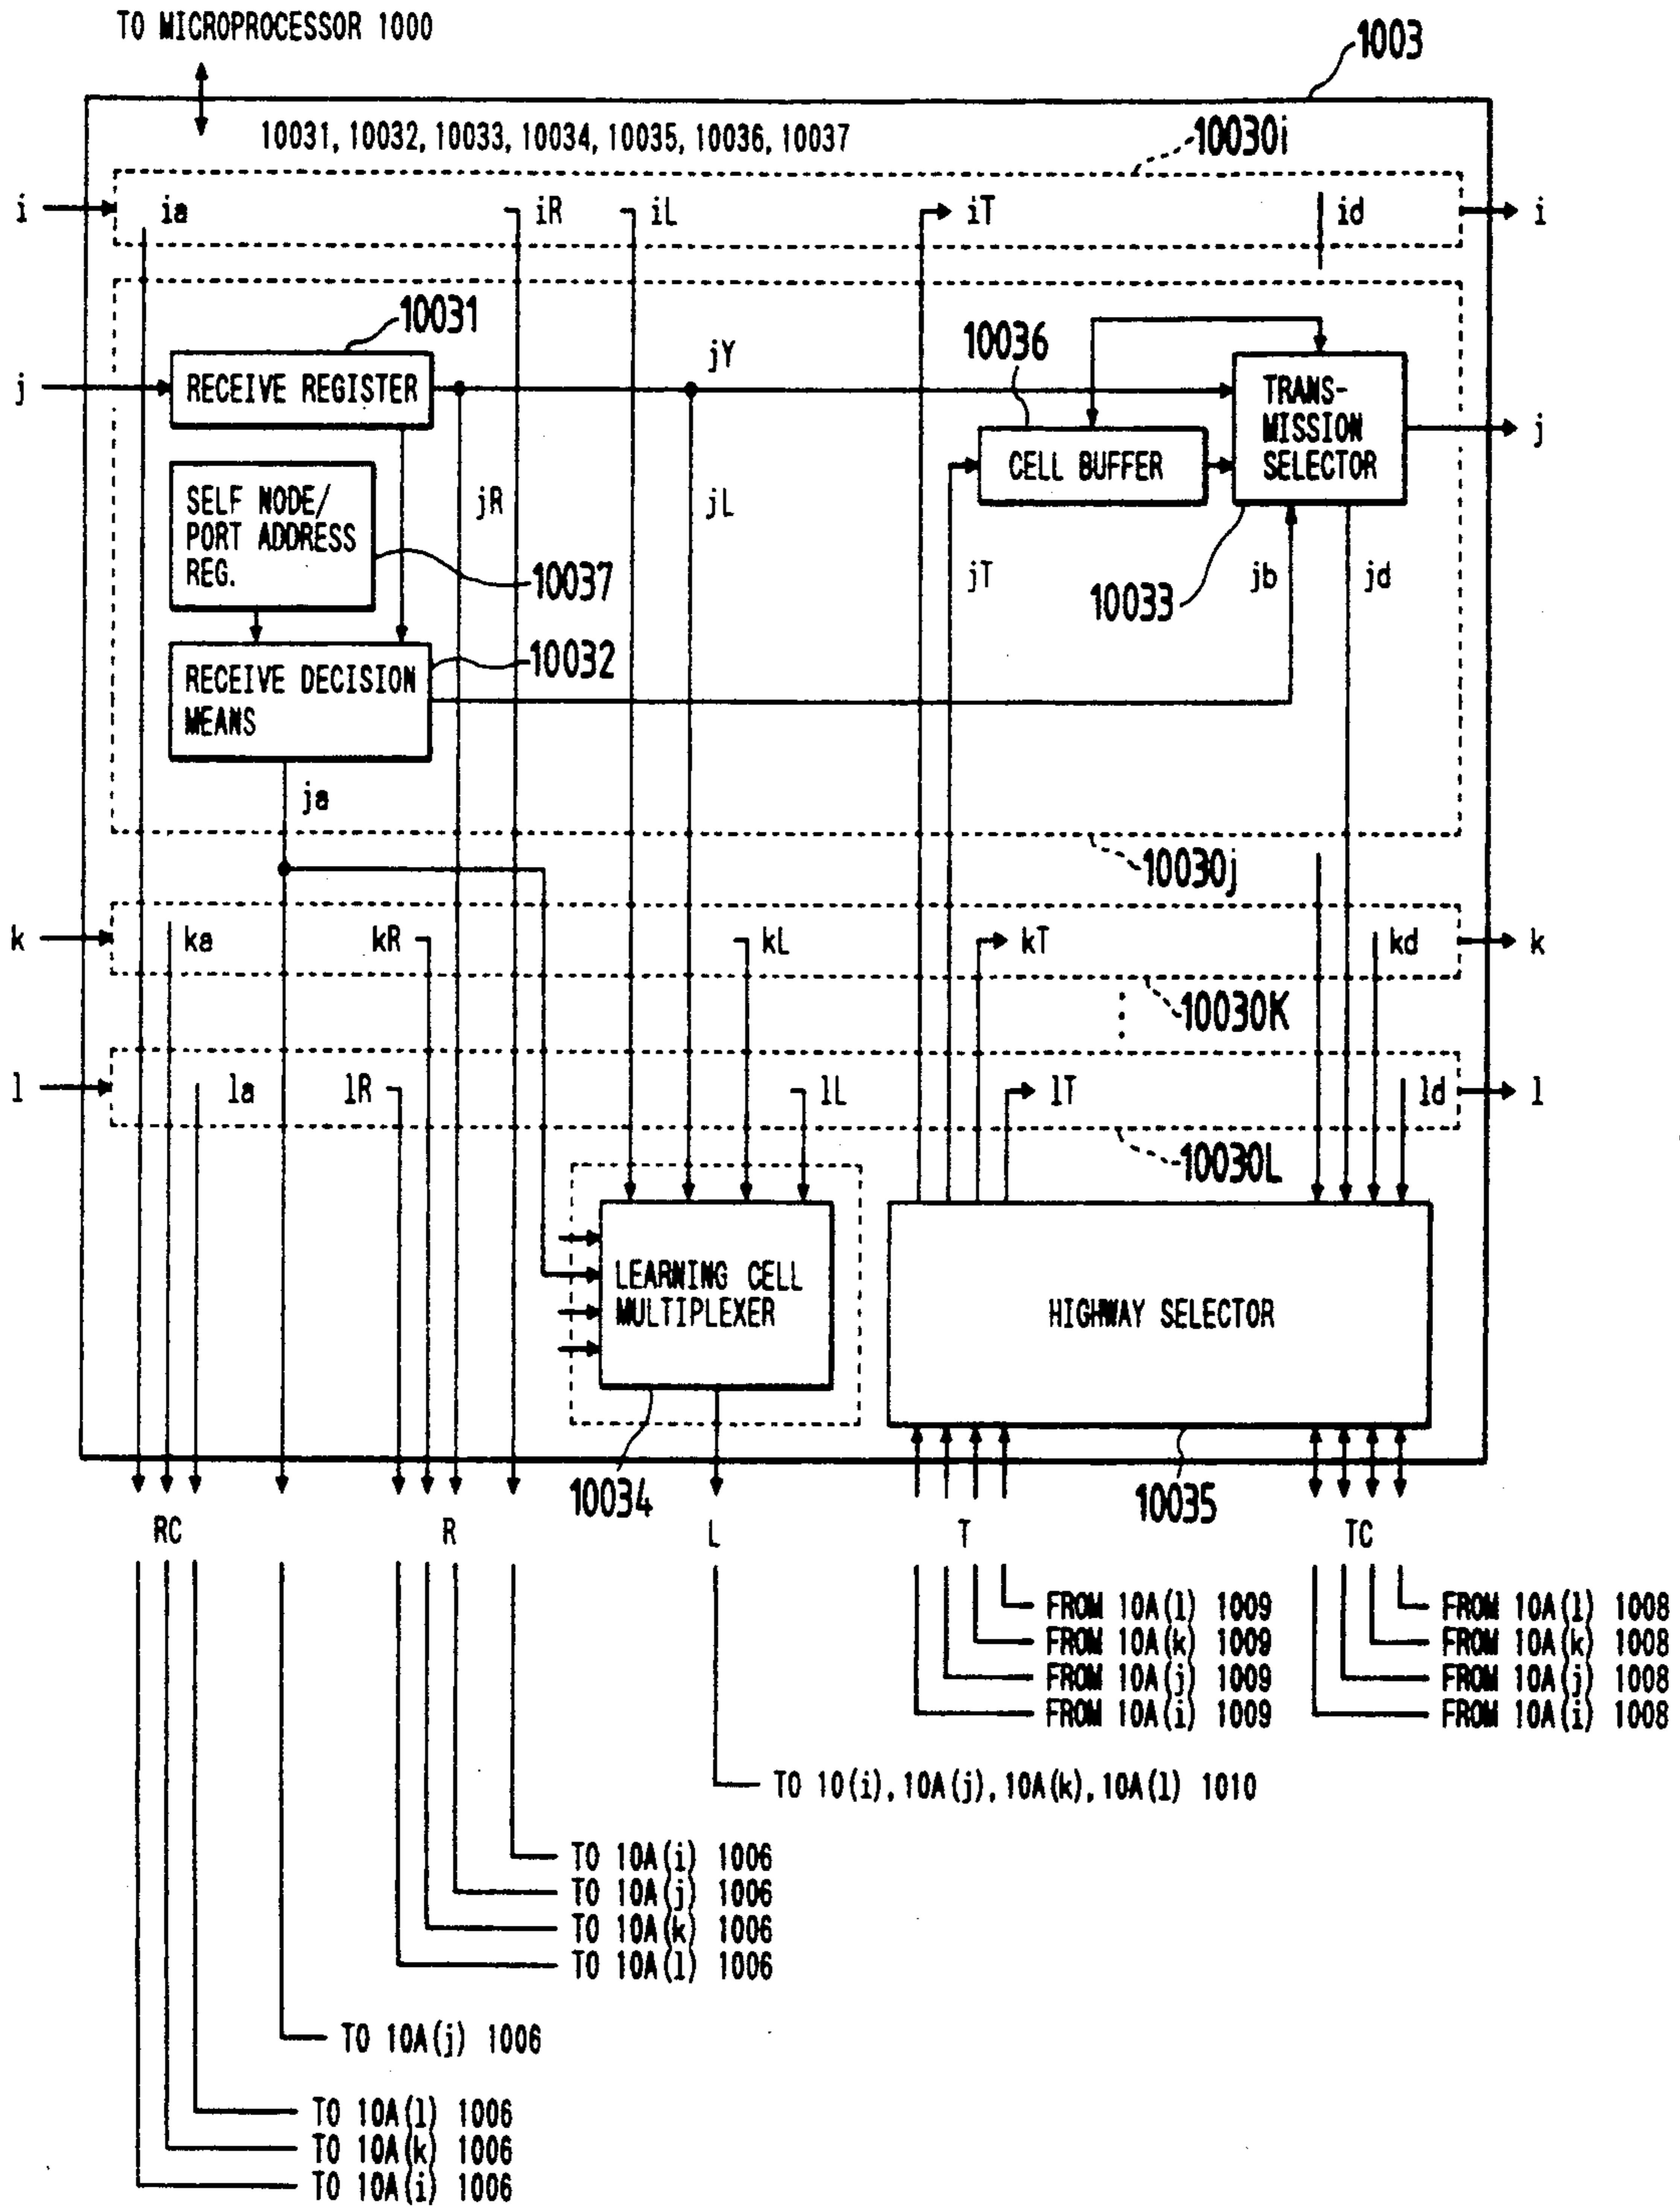 TO MICROPROCESSOR 1000
1003
10031, 10032, 10033, 10034, 10035, 10036, 10037
10030i
i
ia
iR
iL
iT
id
i
10031
10036
jY
j
RECEIVE REGISTER
TRANS-
MISSION
SELECTOR
j
CELL BUFFER
SELF NODE/
PORT ADDRESS
REG.
jR
jL
10037
jT
10033
jb
jd
10032
RECEIVE DECISION
MEANS
ja
10030j
k
ka
kR
kL
kT
kd
k
10030K
l
la
lR
lL
lT
ld
l
10030L
LEARNING CELL
MULTIPLEXER
HIGHWAY SELECTOR
10034
10035
RC
R
L
T
TC
FROM 10A(l) 1009
FROM 10A(k) 1009
FROM 10A(j) 1009
FROM 10A(i) 1009
FROM 10A(l) 1008
FROM 10A(k) 1008
FROM 10A(j) 1008
FROM 10A(i) 1008
TO 10(i), 10A(j), 10A(k), 10A(l) 1010
TO 10A(i) 1006
TO 10A(j) 1006
TO 10A(k) 1006
TO 10A(l) 1006
TO 10A(j) 1006
TO 10A(l) 1006
TO 10A(k) 1006
TO 10A(i) 1006